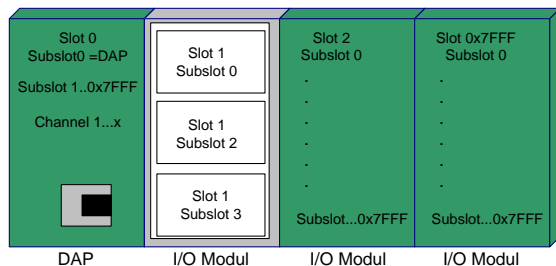 Slot 0
Subslot0 =DAP
Subslot 1..0x7FFF
Channel 1...x
Slot 1
Subslot 0
Slot 1
Subslot 2
Slot 1
Subslot 3
Slot 2
Subslot 0
.
.
.
.
.
.
Subslot...0x7FFF
Slot 0x7FFF
Subslot 0
.
.
.
.
.
.
Subslot...0x7FFF
DAP
I/O Modul
I/O Modul
I/O Modul